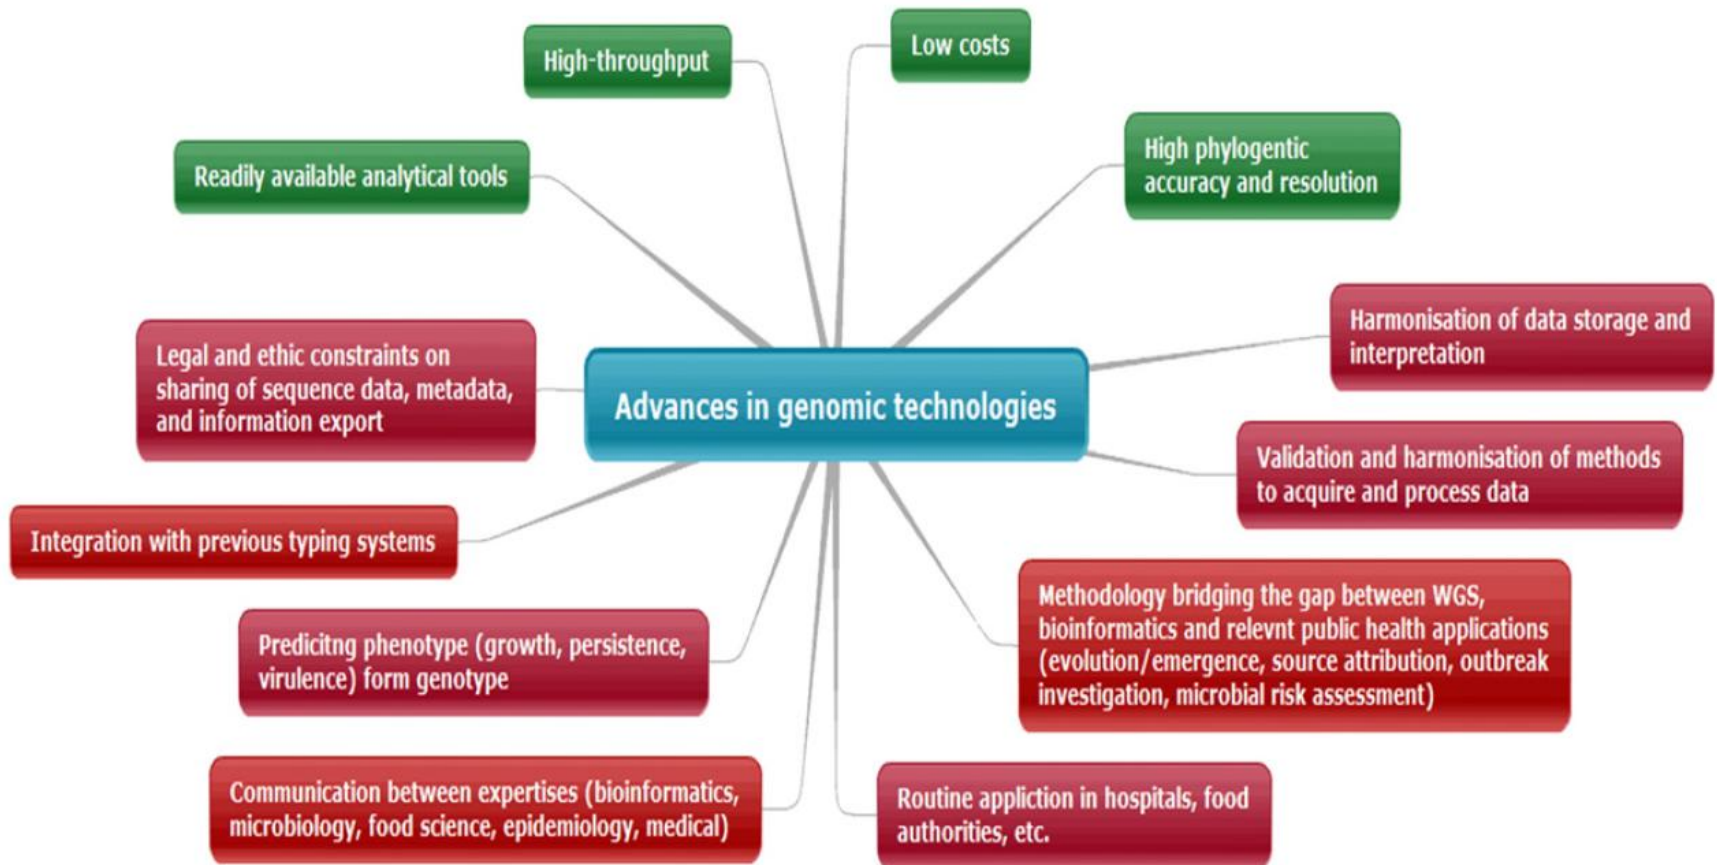 High-throughput
Low costs
Readily available analytical tools
High phylogentic
accuracy and resolution
Legal and ethic constraints on
sharing of sequence data, metadata,
and information export
Advances in genomic technologies
Harmonisation of data storage and
interpretation
Validation and harmonisation of methods
to acquire and process data
Integration with previous typing systems
Methodology bridging the gap between WGS,
bioinformatics and relevnt public health applications
(evolution/emergence, source attribution, outbreak
investigation, microbial risk assessment)
Predicitng phenotype (growth, persistence,
virulence) form genotype
Communication between expertises (bioinformatics,
microbiology, food science, epidemiology, medical)
Routine appliction in hospitals, food
authorities, etc.